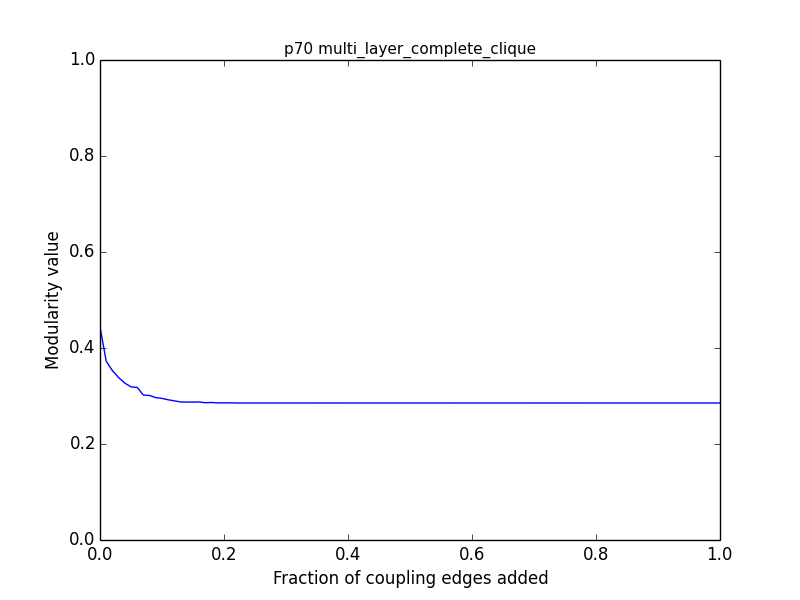 p70 multi_layer_complete_clique
1.0
0.8
0.6
0.4
0.2
0.0
Modularity value
0.0 0.2 0.4 0.6 0.8 1.0
Fraction of coupling edges added